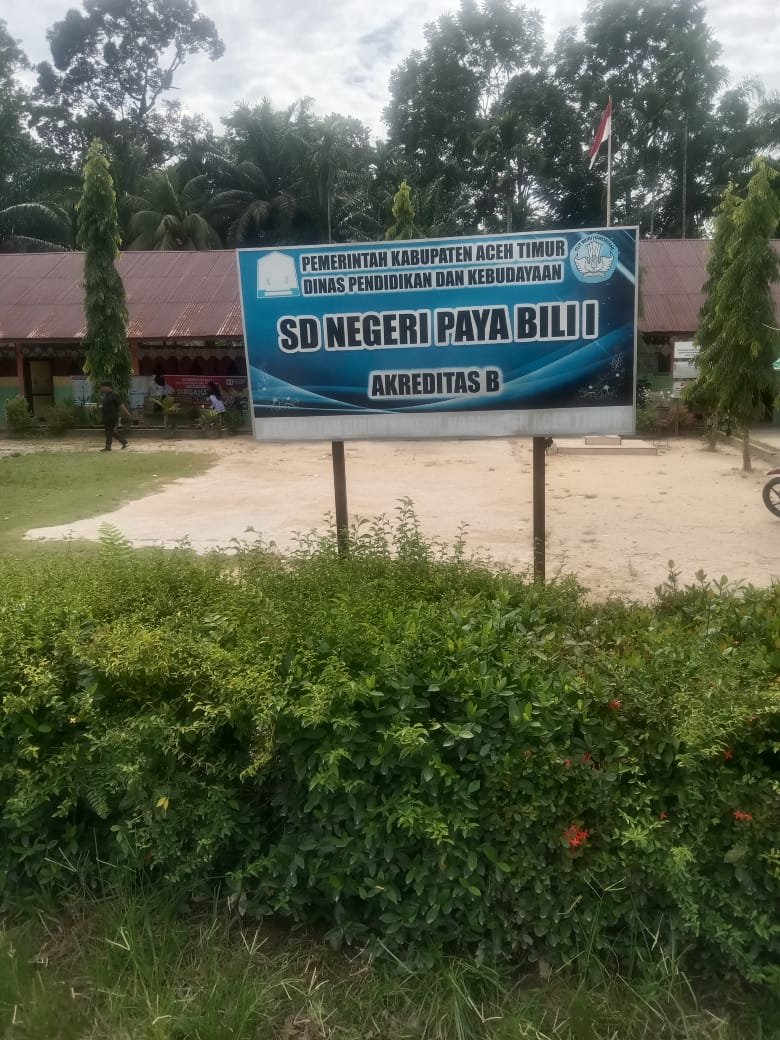 PEMERINTAH KABUPATEN ACEH TIMUR
DINAS PENDIDIKAN DAN KEBUDAYAAN
SD NEGERI PAYA BILI I
AKREDITAS B